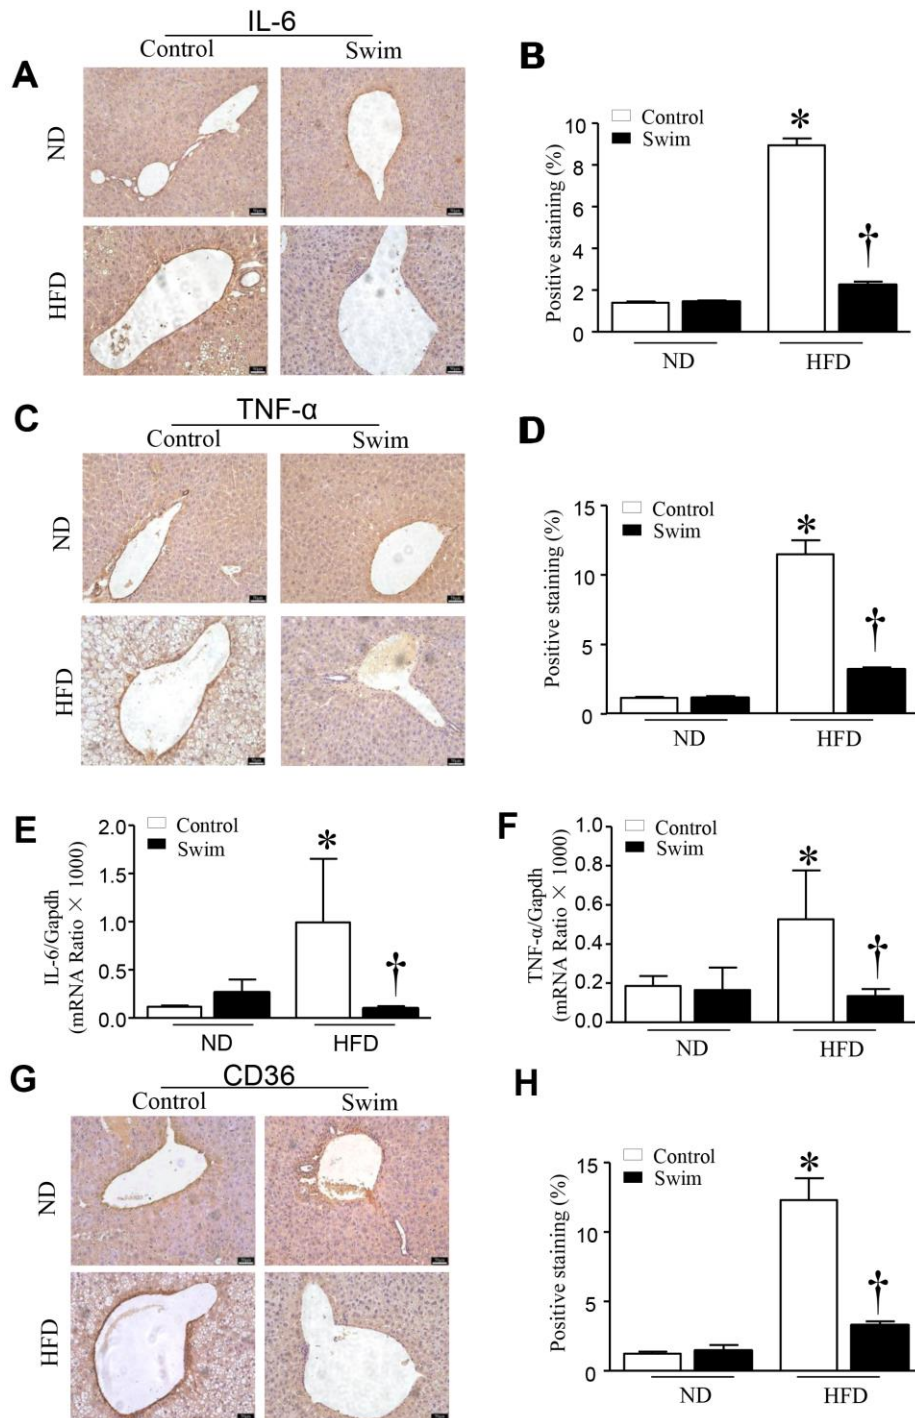 IL-6
Control Swim
A
ND
HFD
B
Control
Swim
Positive staining (%)
10
8
6
4
2
0
*
†
ND HFD
TNF-α
C
Control Swim
ND
HFD
D
Control
Swim
Positive staining (%)
15
10
5
0
*
†
ND HFD
E
Control
Swim
IL-6/Gapdh
(mRNA Ratio × 1000)
2.0
1.5
1.0
0.5
0.0
*
†
ND HFD
F
Control
Swim
TNF-α/Gapdh
(mRNA Ratio × 1000)
1.0
0.8
0.6
0.4
0.2
0.0
*
†
ND HFD
CD36
G
Control Swim
ND
HFD
H
Control
Swim
Positive staining (%)
15
10
5
0
*
†
ND HFD